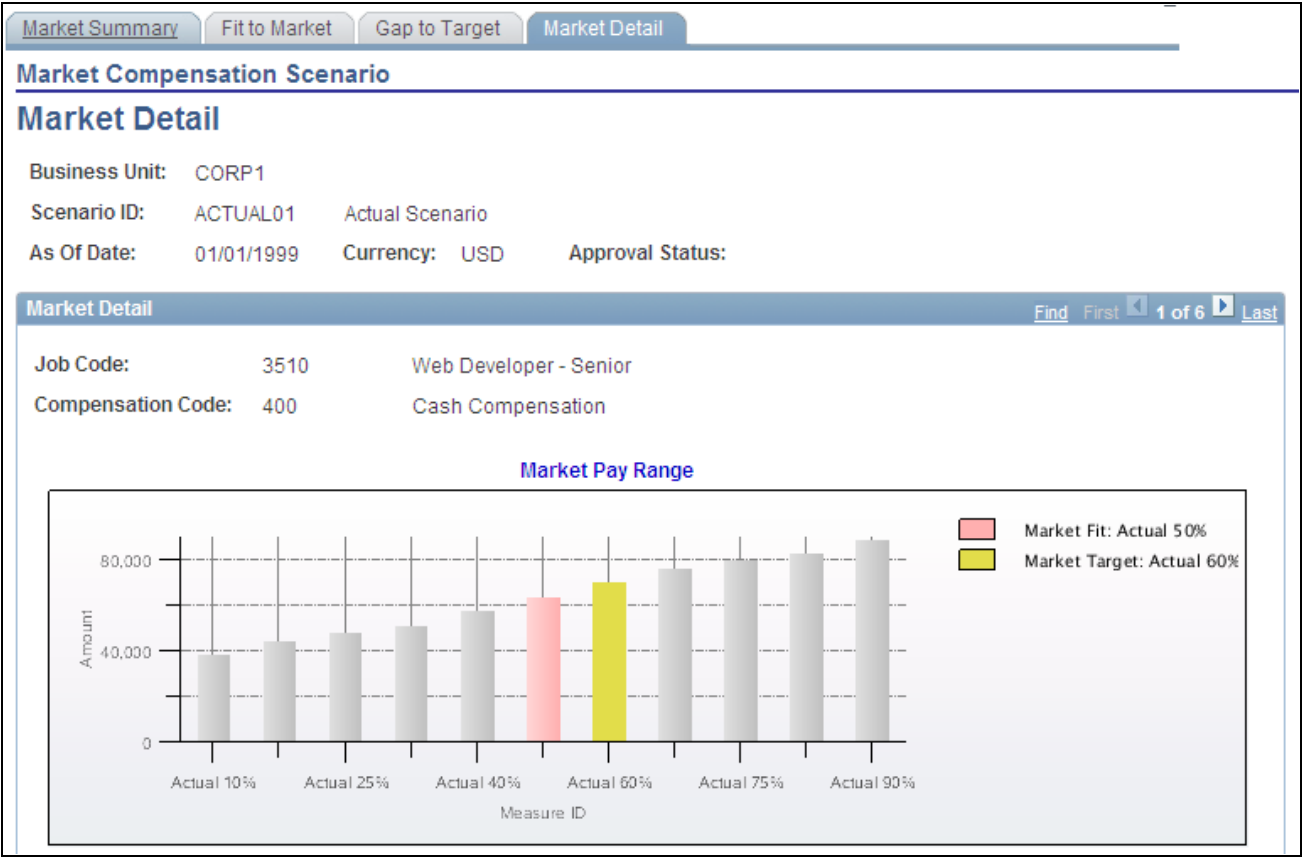 Market Summary Fit to Market Gap to Target Market Detail
Market Compensation Scenario
Market Detail
Business Unit: CORP1
Scenario ID: ACTUAL01 Actual Scenario
As Of Date: 01/01/1999 Currency: USD Approval Status:
Market Detail Find First 1 of 6 Last
Job Code: 3510 Web Developer - Senior
Compensation Code: 400 Cash Compensation
Market Pay Range
Market Fit: Actual 50%
Market Target: Actual 60%
80,000
Amount
40,000
0
Actual 10% Actual 25% Actual 40% Actual 60% Actual 75% Actual 90%
Measure ID